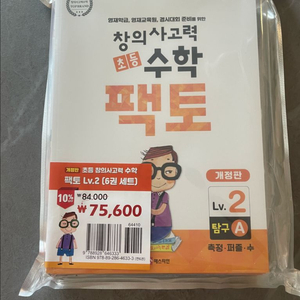 영재학급, 영재교육원, 경시대회 준비를 위한
창의사고력
초등 수학
팩토
개정판
Lv. 2
탐구 A
측정·퍼즐·수
개정판 초등 창의사고력 수학
팩토 Lv.2 (6권 세트)
10%
₩84,000
₩75,600
64410